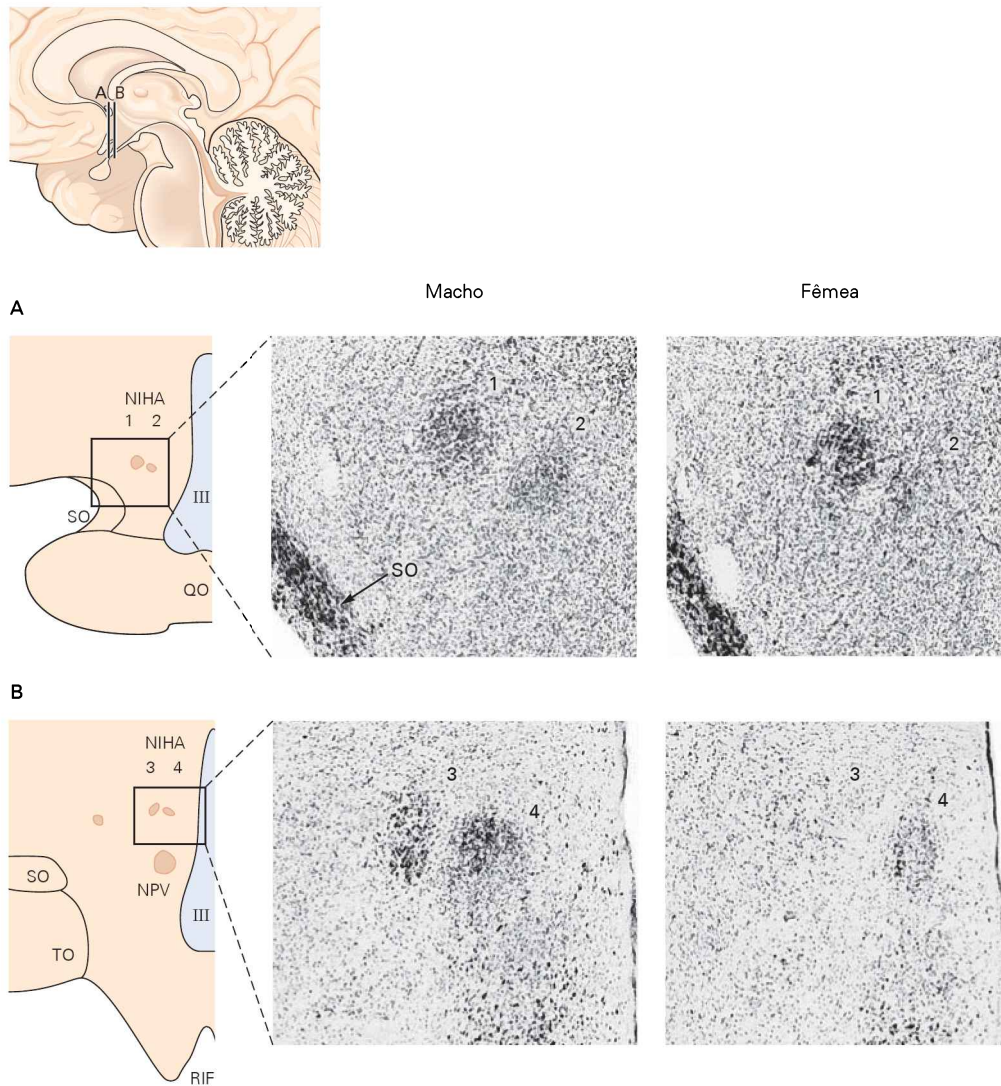 A B
Macho Fêmea
A
NIHA
1 2
SO
III
QO
1
2
SO
1
2
B
NIHA
3 4
SO
NPV
III
TO
RIF
3
4
3
4